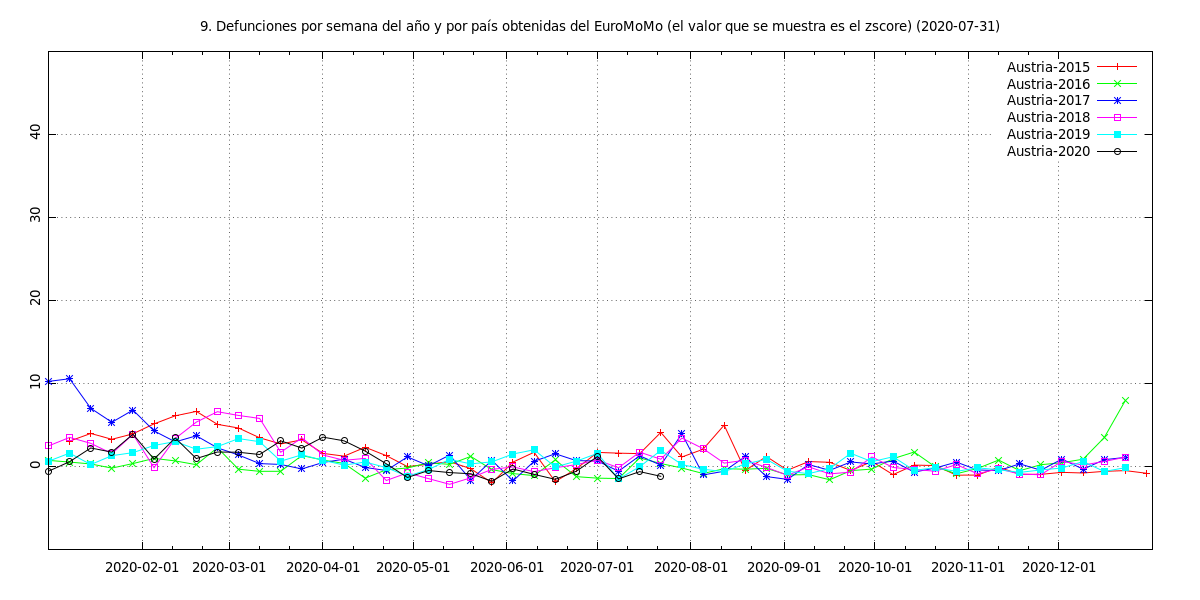 9. Defunciones por semana del año y por país obtenidas del EuroMoMo (el valor que se muestra es el zscore) (2020-07-31)
Austria-2015
Austria-2016
Austria-2017
Austria-2018
Austria-2019
Austria-2020
40
30
20
10
0
2020-02-01 2020-03-01 2020-04-01 2020-05-01 2020-06-01 2020-07-01 2020-08-01 2020-09-01 2020-10-01 2020-11-01 2020-12-01